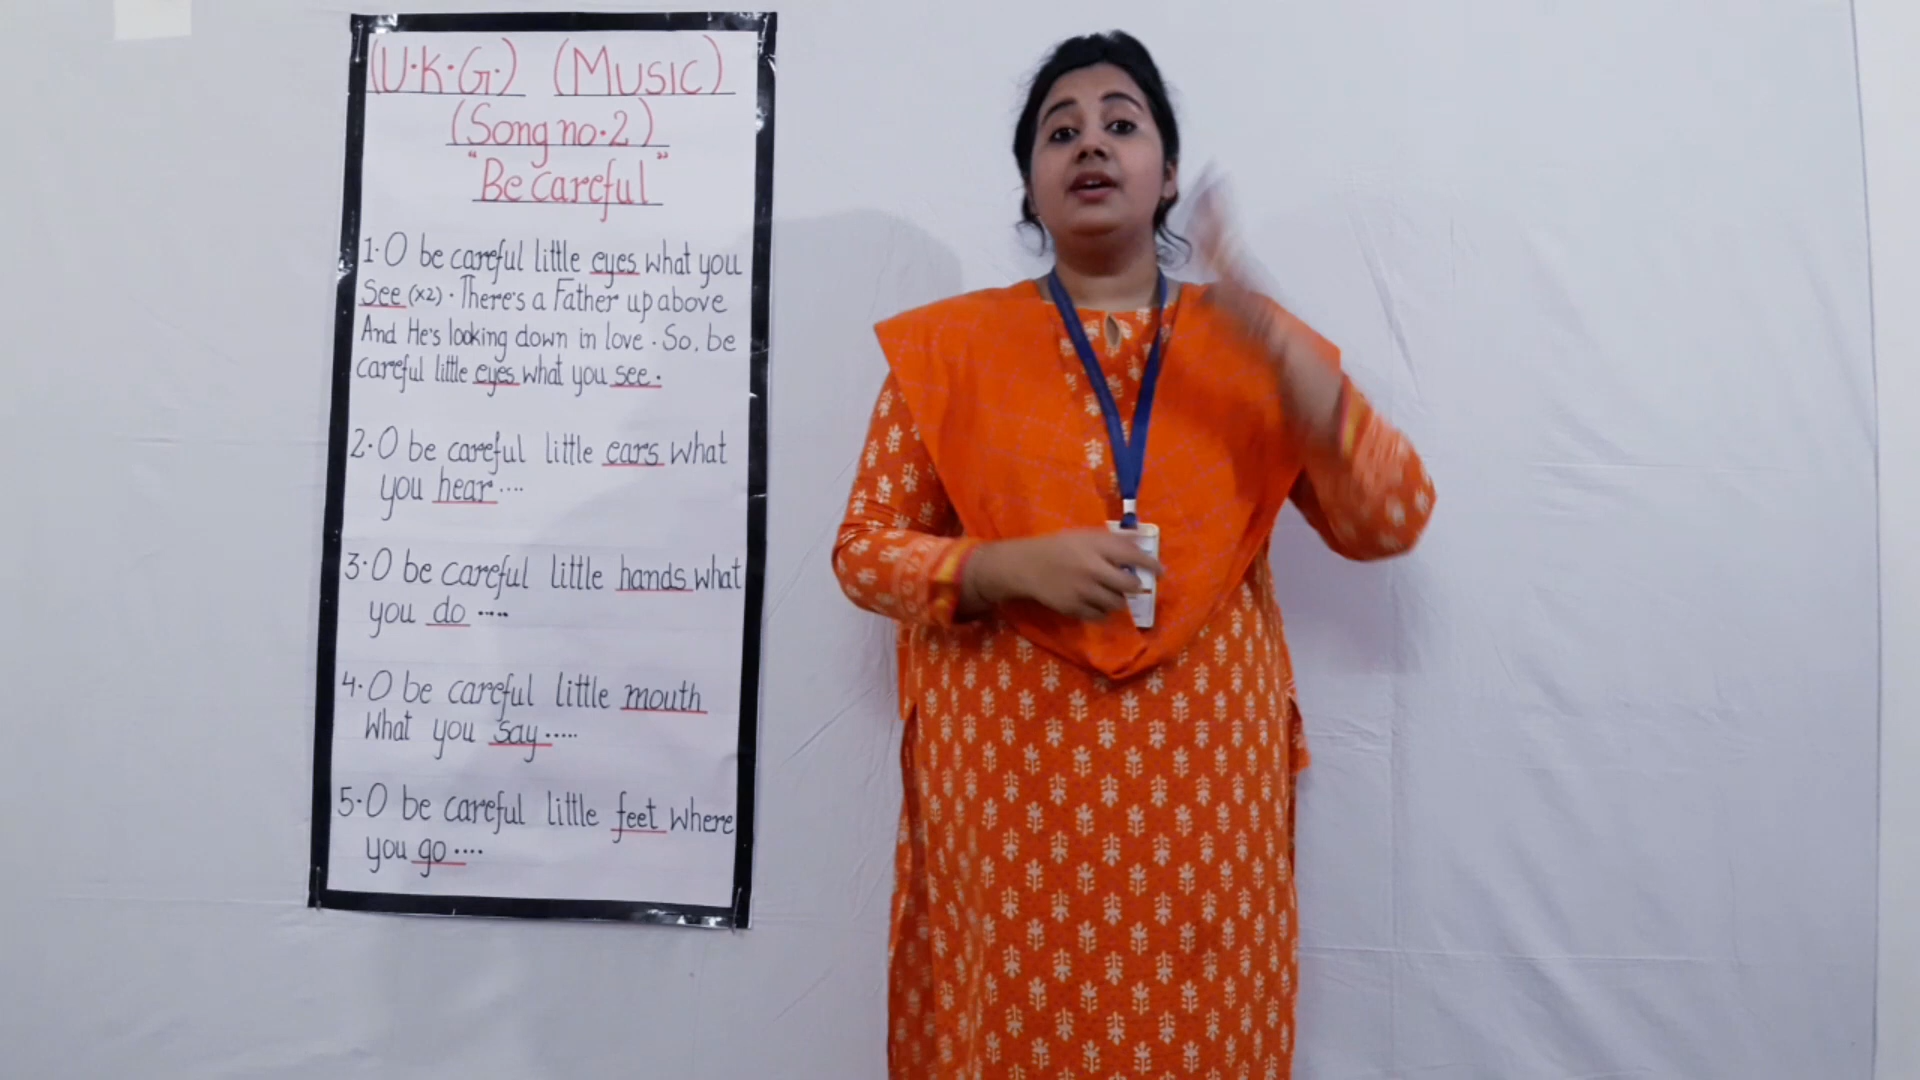 (U.K.G.) (MUSIC)
(Song no. 2)
"Be Careful"
1. O be careful little eyes what you
See (x2). There's a Father up above
And He's looking down in love. So, be
careful little eyes what you see.
2. O be careful little ears what
you hear....
3. O be careful little hands what
you do ....
4. O be careful little mouth
What you say.....
5. O be careful little feet where
you go ....